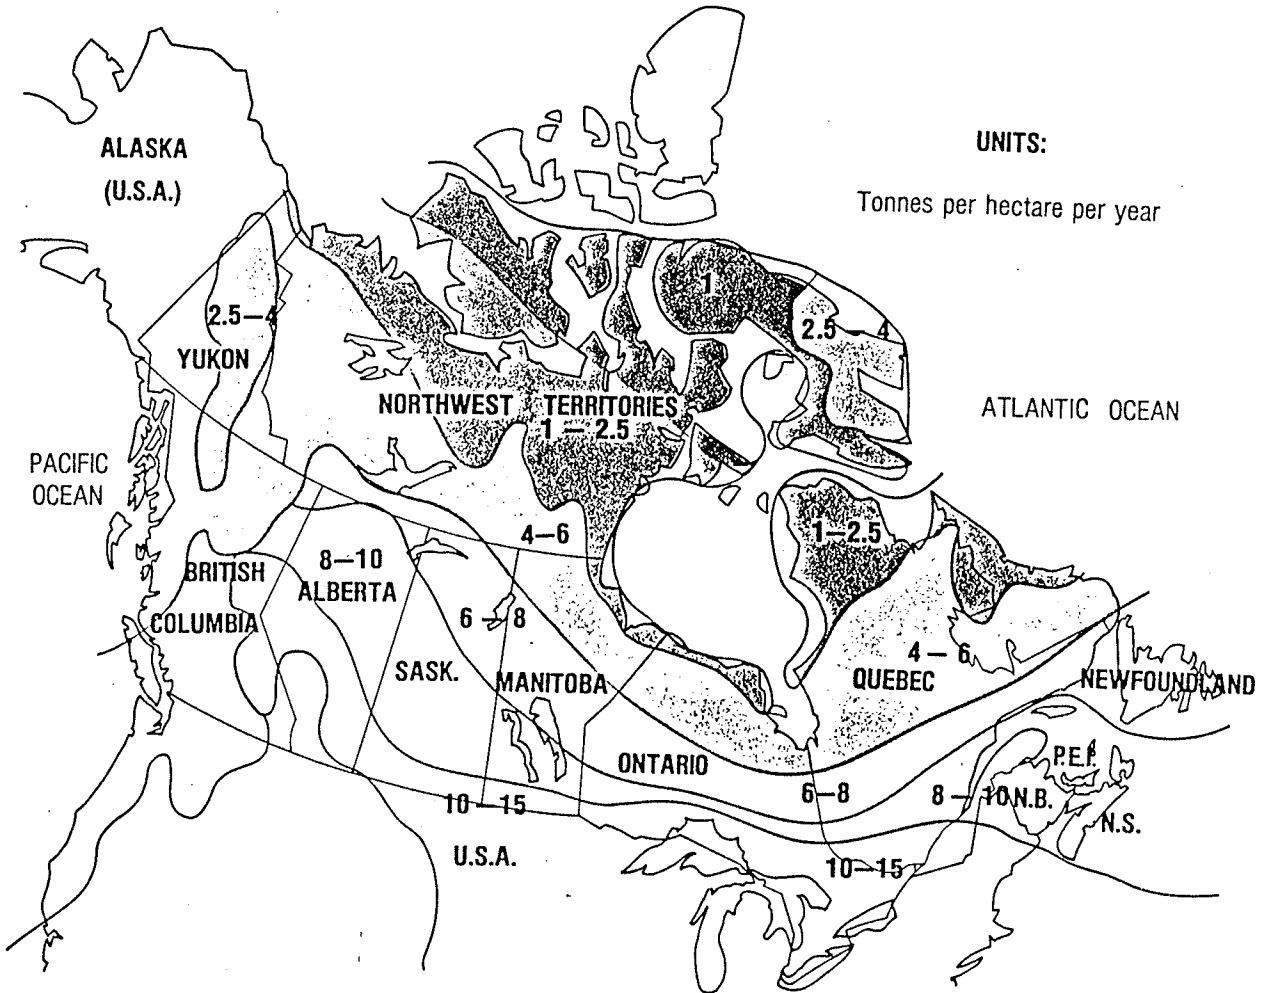 ALASKA
(U.S.A.)
UNITS:
Tonnes per hectare per year
1
2.5—4
2.5 4
YUKON
NORTHWEST TERRITORIES
1 — 2.5
ATLANTIC OCEAN
PACIFIC
OCEAN
4—6
1—2.5
8—10
ALBERTA
BRITISH
COLUMBIA
6 — 8
4 — 6
SASK.
MANITOBA
QUEBEC
NEWFOUNDLAND
ONTARIO
P.E.I.
6—8
8 — 10
N.B.
10—15
N.S.
U.S.A.
10—15